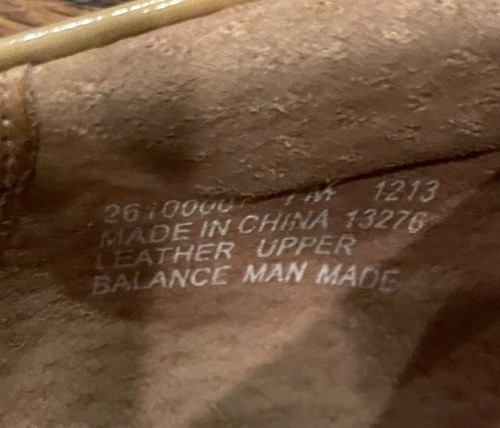 1213
MADE IN CHINA 13276
LEATHER UPPER
BALANCE MAN MADE